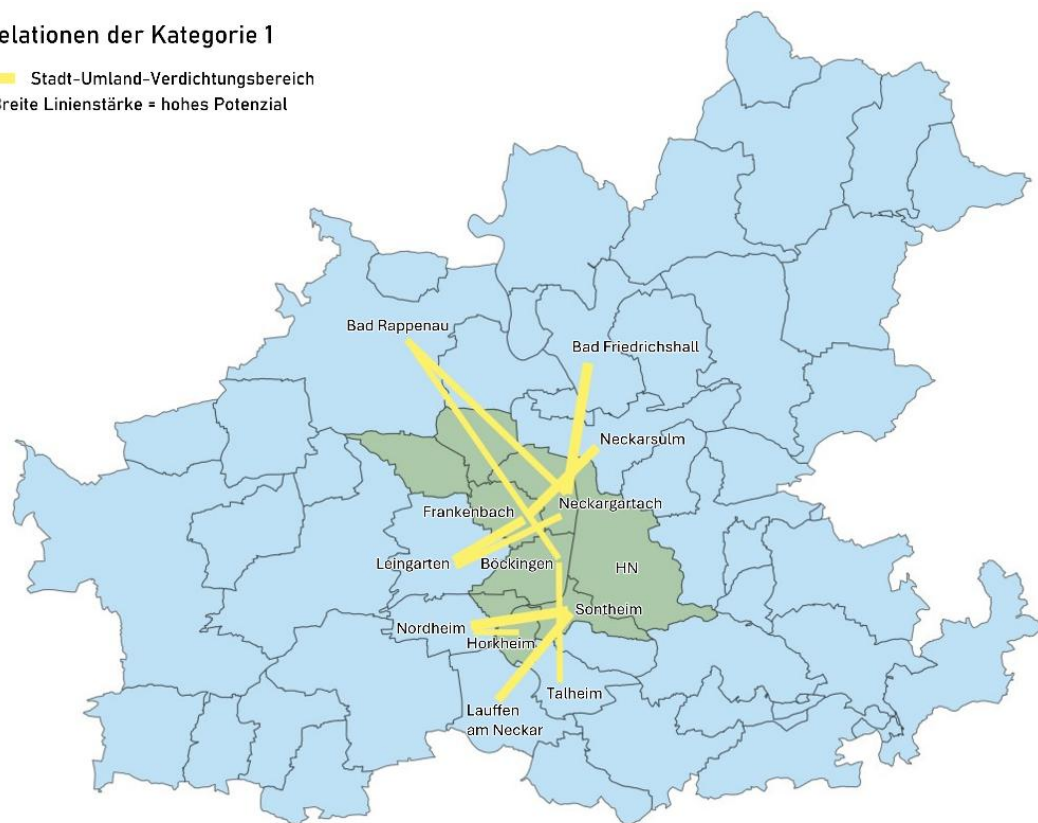 elationen der Kategorie 1
Stadt-Umland-Verdichtungsbereich
Breite Linienstärke = hohes Potenzial
Bad Rappenau
Bad Friedrichshall
Neckarsulm
Neckargartach
Frankenbach
Leingarten
Böckingen
HN
Sontheim
Nordheim
Horkheim
Talheim
Lauffen
am Neckar